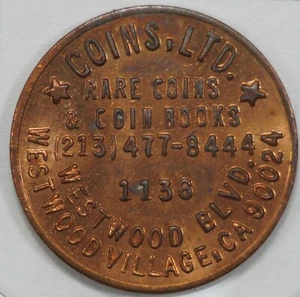 COINS, LTD.
RARE COINS
& COIN BOOKS
(213) 477-8444
1136
WESTWOOD BLVD.
WESTWOOD VILLAGE, CA 90024